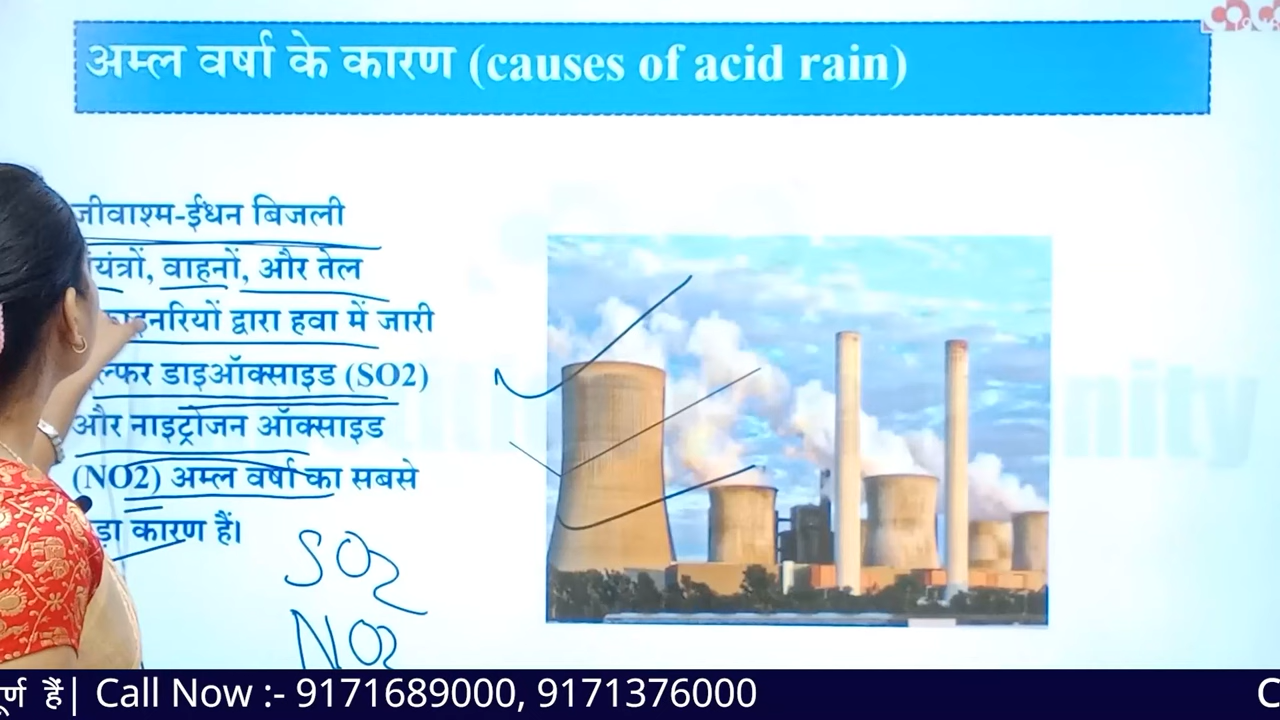 अम्ल वर्षा के कारण (causes of acid rain)
जीवाश्म-ईंधन बिजली
वाहनों, और तेल
द्वारा हवा में जारी
डाइऑक्साइड (SO2)
और नाइट्रोजन ऑक्साइड
(NO2) अम्ल वर्षा का सबसे
कारण हैं।
SO2
NO2
हैं| Call Now :- 9171689000, 9171376000